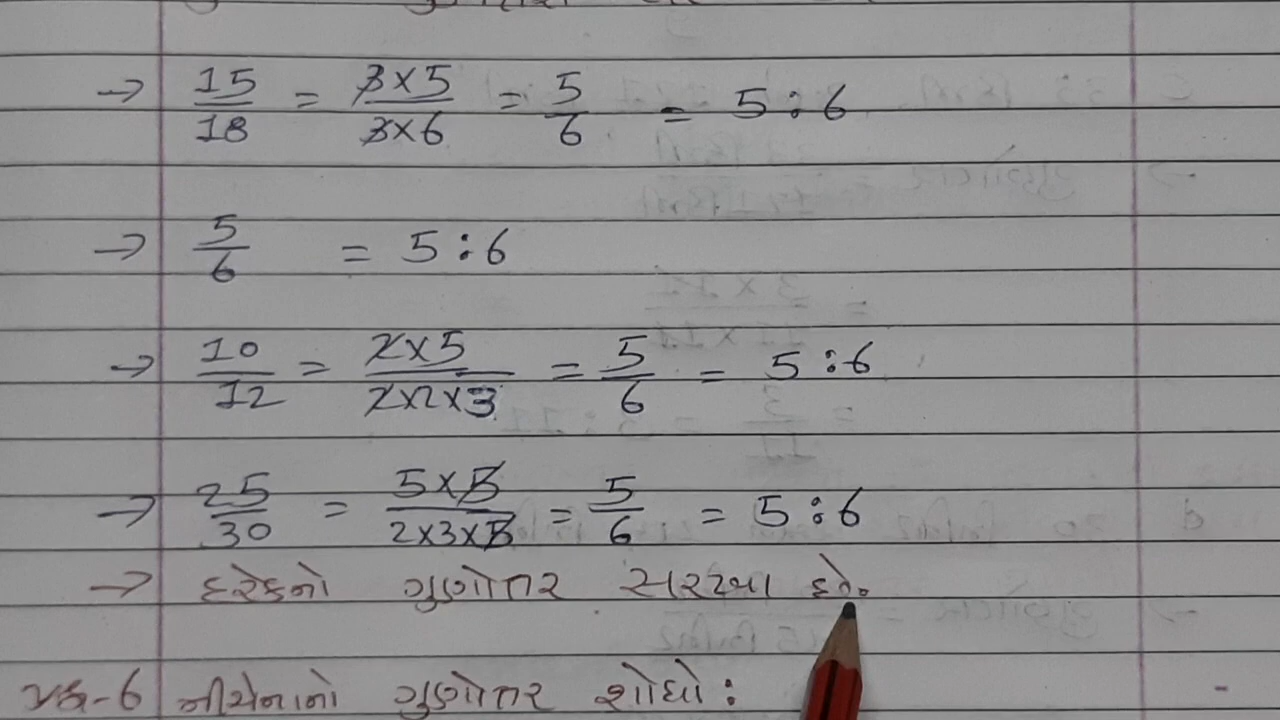 → 15/18 = 3×5/3×6 = 5/6 = 5:6
→ 5/6 = 5:6
→ 10/12 = 2×5/2×2×3 = 5/6 = 5:6
→ 25/30 = 5×5/2×3×5 = 5/6 = 5:6
→ દરેકનો ગુણોત્તર સરખા છે.
પ્રશ્ન-6 નીચેનાનો ગુણોત્તર શોધો: